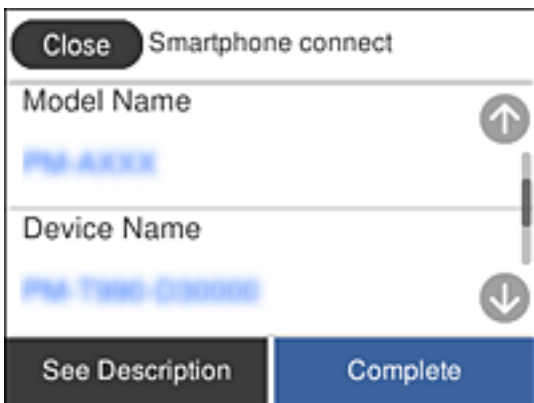 Close Smartphone connect
Model Name
PM-AXXX
Device Name
See Description
Complete